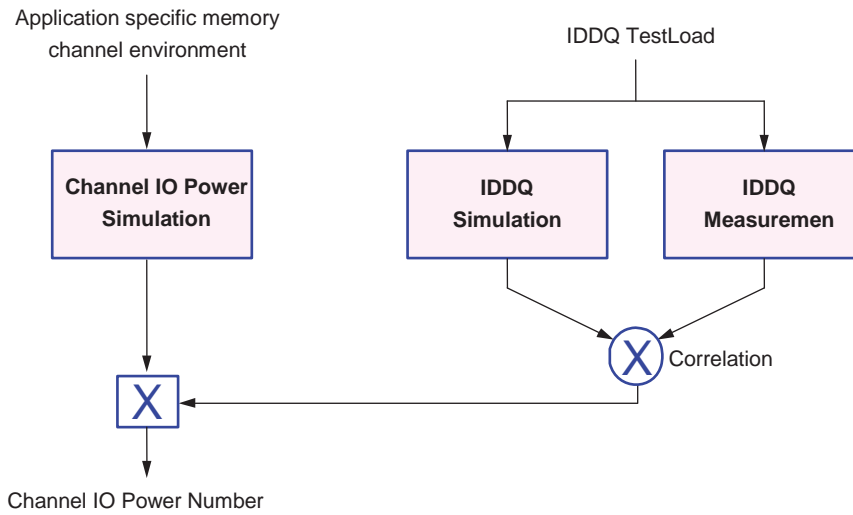 Application specific memory
channel environment
IDDQ TestLoad
Channel IO Power
Simulation
IDDQ
Simulation
IDDQ
Measuremen
X
Correlation
X
Channel IO Power Number